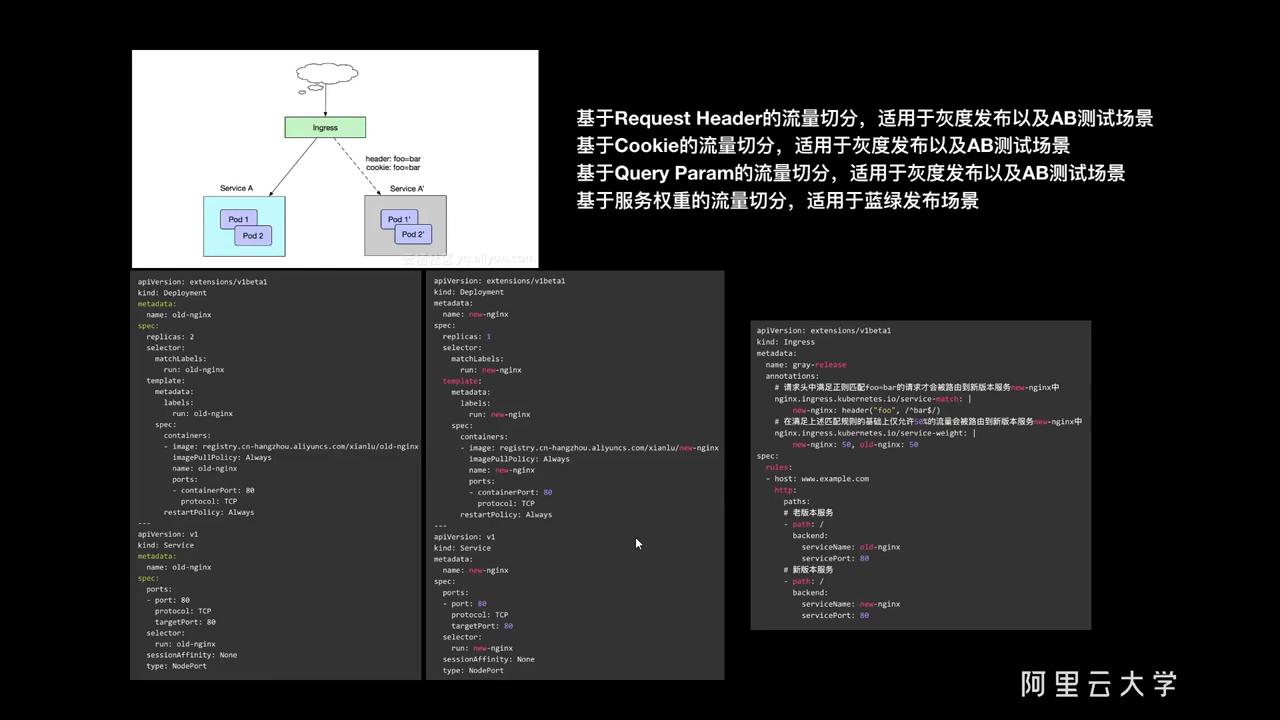 Ingress
header: foo=bar
cookie: foo=bar
Service A
Service A'
Pod 1
Pod 2
Pod 1'
Pod 2'
云栖社区 yq.aliyun.com
基于Request Header的流量切分，适用于灰度发布以及AB测试场景
基于Cookie的流量切分，适用于灰度发布以及AB测试场景
基于Query Param的流量切分，适用于灰度发布以及AB测试场景
基于服务权重的流量切分，适用于蓝绿发布场景
apiVersion: extensions/v1beta1
kind: Deployment
metadata:
name: old-nginx
spec:
replicas: 2
selector:
matchLabels:
run: old-nginx
template:
metadata:
labels:
run: old-nginx
spec:
containers:
- image: registry.cn-hangzhou.aliyuncs.com/xianlu/old-nginx
imagePullPolicy: Always
name: old-nginx
ports:
- containerPort: 80
protocol: TCP
restartPolicy: Always
---
apiVersion: v1
kind: Service
metadata:
name: old-nginx
spec:
ports:
- port: 80
protocol: TCP
targetPort: 80
selector:
run: old-nginx
sessionAffinity: None
type: NodePort
apiVersion: extensions/v1beta1
kind: Deployment
metadata:
name: new-nginx
spec:
replicas: 1
selector:
matchLabels:
run: new-nginx
template:
metadata:
labels:
run: new-nginx
spec:
containers:
- image: registry.cn-hangzhou.aliyuncs.com/xianlu/new-nginx
imagePullPolicy: Always
name: new-nginx
ports:
- containerPort: 80
protocol: TCP
restartPolicy: Always
---
apiVersion: v1
kind: Service
metadata:
name: new-nginx
spec:
ports:
- port: 80
protocol: TCP
targetPort: 80
selector:
run: new-nginx
sessionAffinity: None
type: NodePort
apiVersion: extensions/v1beta1
kind: Ingress
metadata:
name: gray-release
annotations:
# 请求头中满足正则匹配foo=bar的请求才会被路由到新版本服务new-nginx中
nginx.ingress.kubernetes.io/service-match: |
new-nginx: header("foo", /^bar$/)
# 在满足上述匹配规则的基础上仅允许50%的流量会被路由到新版本服务new-nginx中
nginx.ingress.kubernetes.io/service-weight: |
new-nginx: 50, old-nginx: 50
spec:
rules:
- host: www.example.com
http:
paths:
# 老版本服务
- path: /
backend:
serviceName: old-nginx
servicePort: 80
# 新版本服务
- path: /
backend:
serviceName: new-nginx
servicePort: 80
阿里云大学